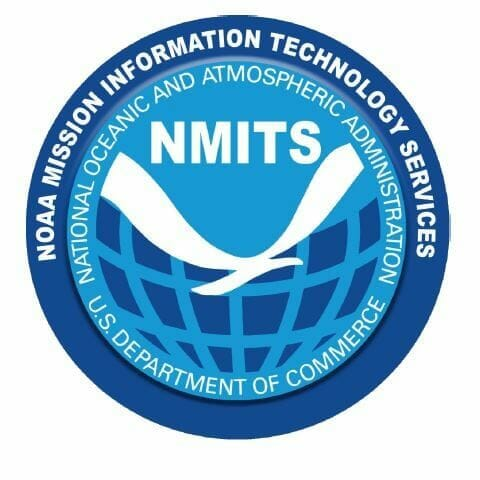 NOAA MISSION INFORMATION TECHNOLOGY SERVICES
NATIONAL OCEANIC AND ATMOSPHERIC ADMINISTRATION
NMITS
U.S. DEPARTMENT OF COMMERCE